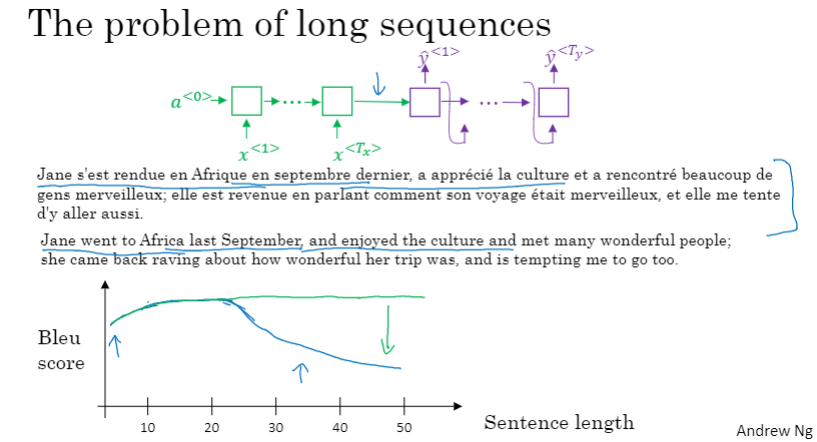 The problem of long sequences
ŷ<1> ŷ<Ty>
a<0> ... ...
x<1> x<Tx>
Jane s'est rendue en Afrique en septembre dernier, a apprécié la culture et a rencontré beaucoup de
gens merveilleux; elle est revenue en parlant comment son voyage était merveilleux, et elle me tente
d'y aller aussi.
Jane went to Africa last September, and enjoyed the culture and met many wonderful people;
she came back raving about how wonderful her trip was, and is tempting me to go too.
Bleu
score
10 20 30 40 50
Sentence length
Andrew Ng